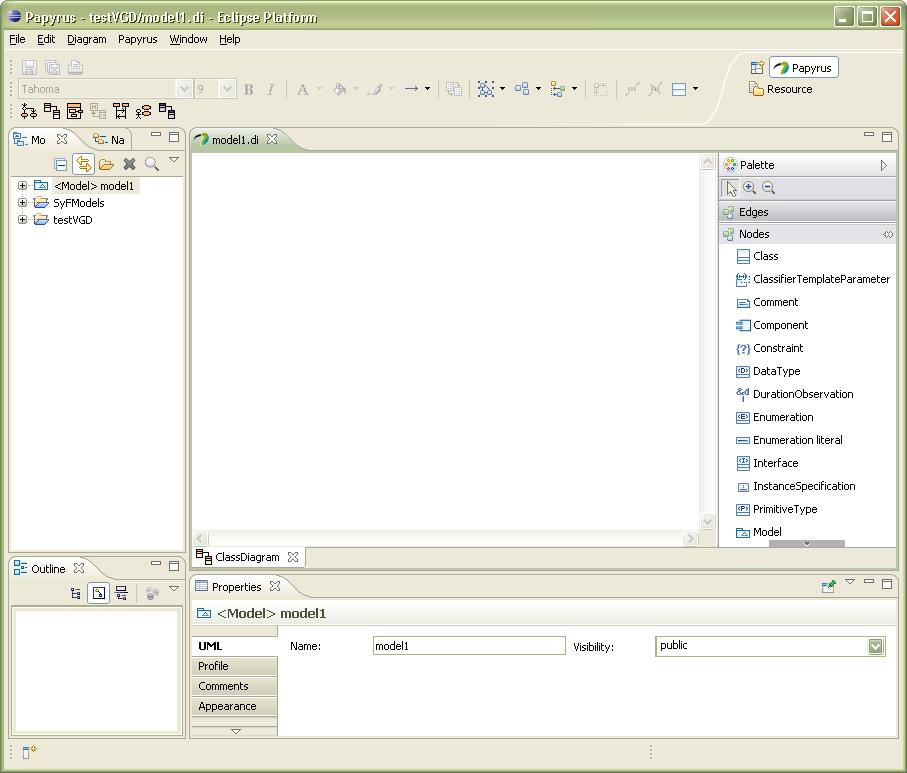 Papyrus - testVGD/model1.di - Eclipse Platform
File Edit Diagram Papyrus Window Help
Papyrus
Tahoma 9 B I A
Resource
Mo Na
model1.di
Palette
<Model> model1
SyFModels
testVGD
Edges
Nodes
Class
ClassifierTemplateParameter
Comment
Component
Constraint
DataType
DurationObservation
Enumeration
Enumeration literal
Interface
InstanceSpecification
PrimitiveType
Model
ClassDiagram
Outline
Properties
<Model> model1
UML
Name: model1 Visibility: public
Profile
Comments
Appearance